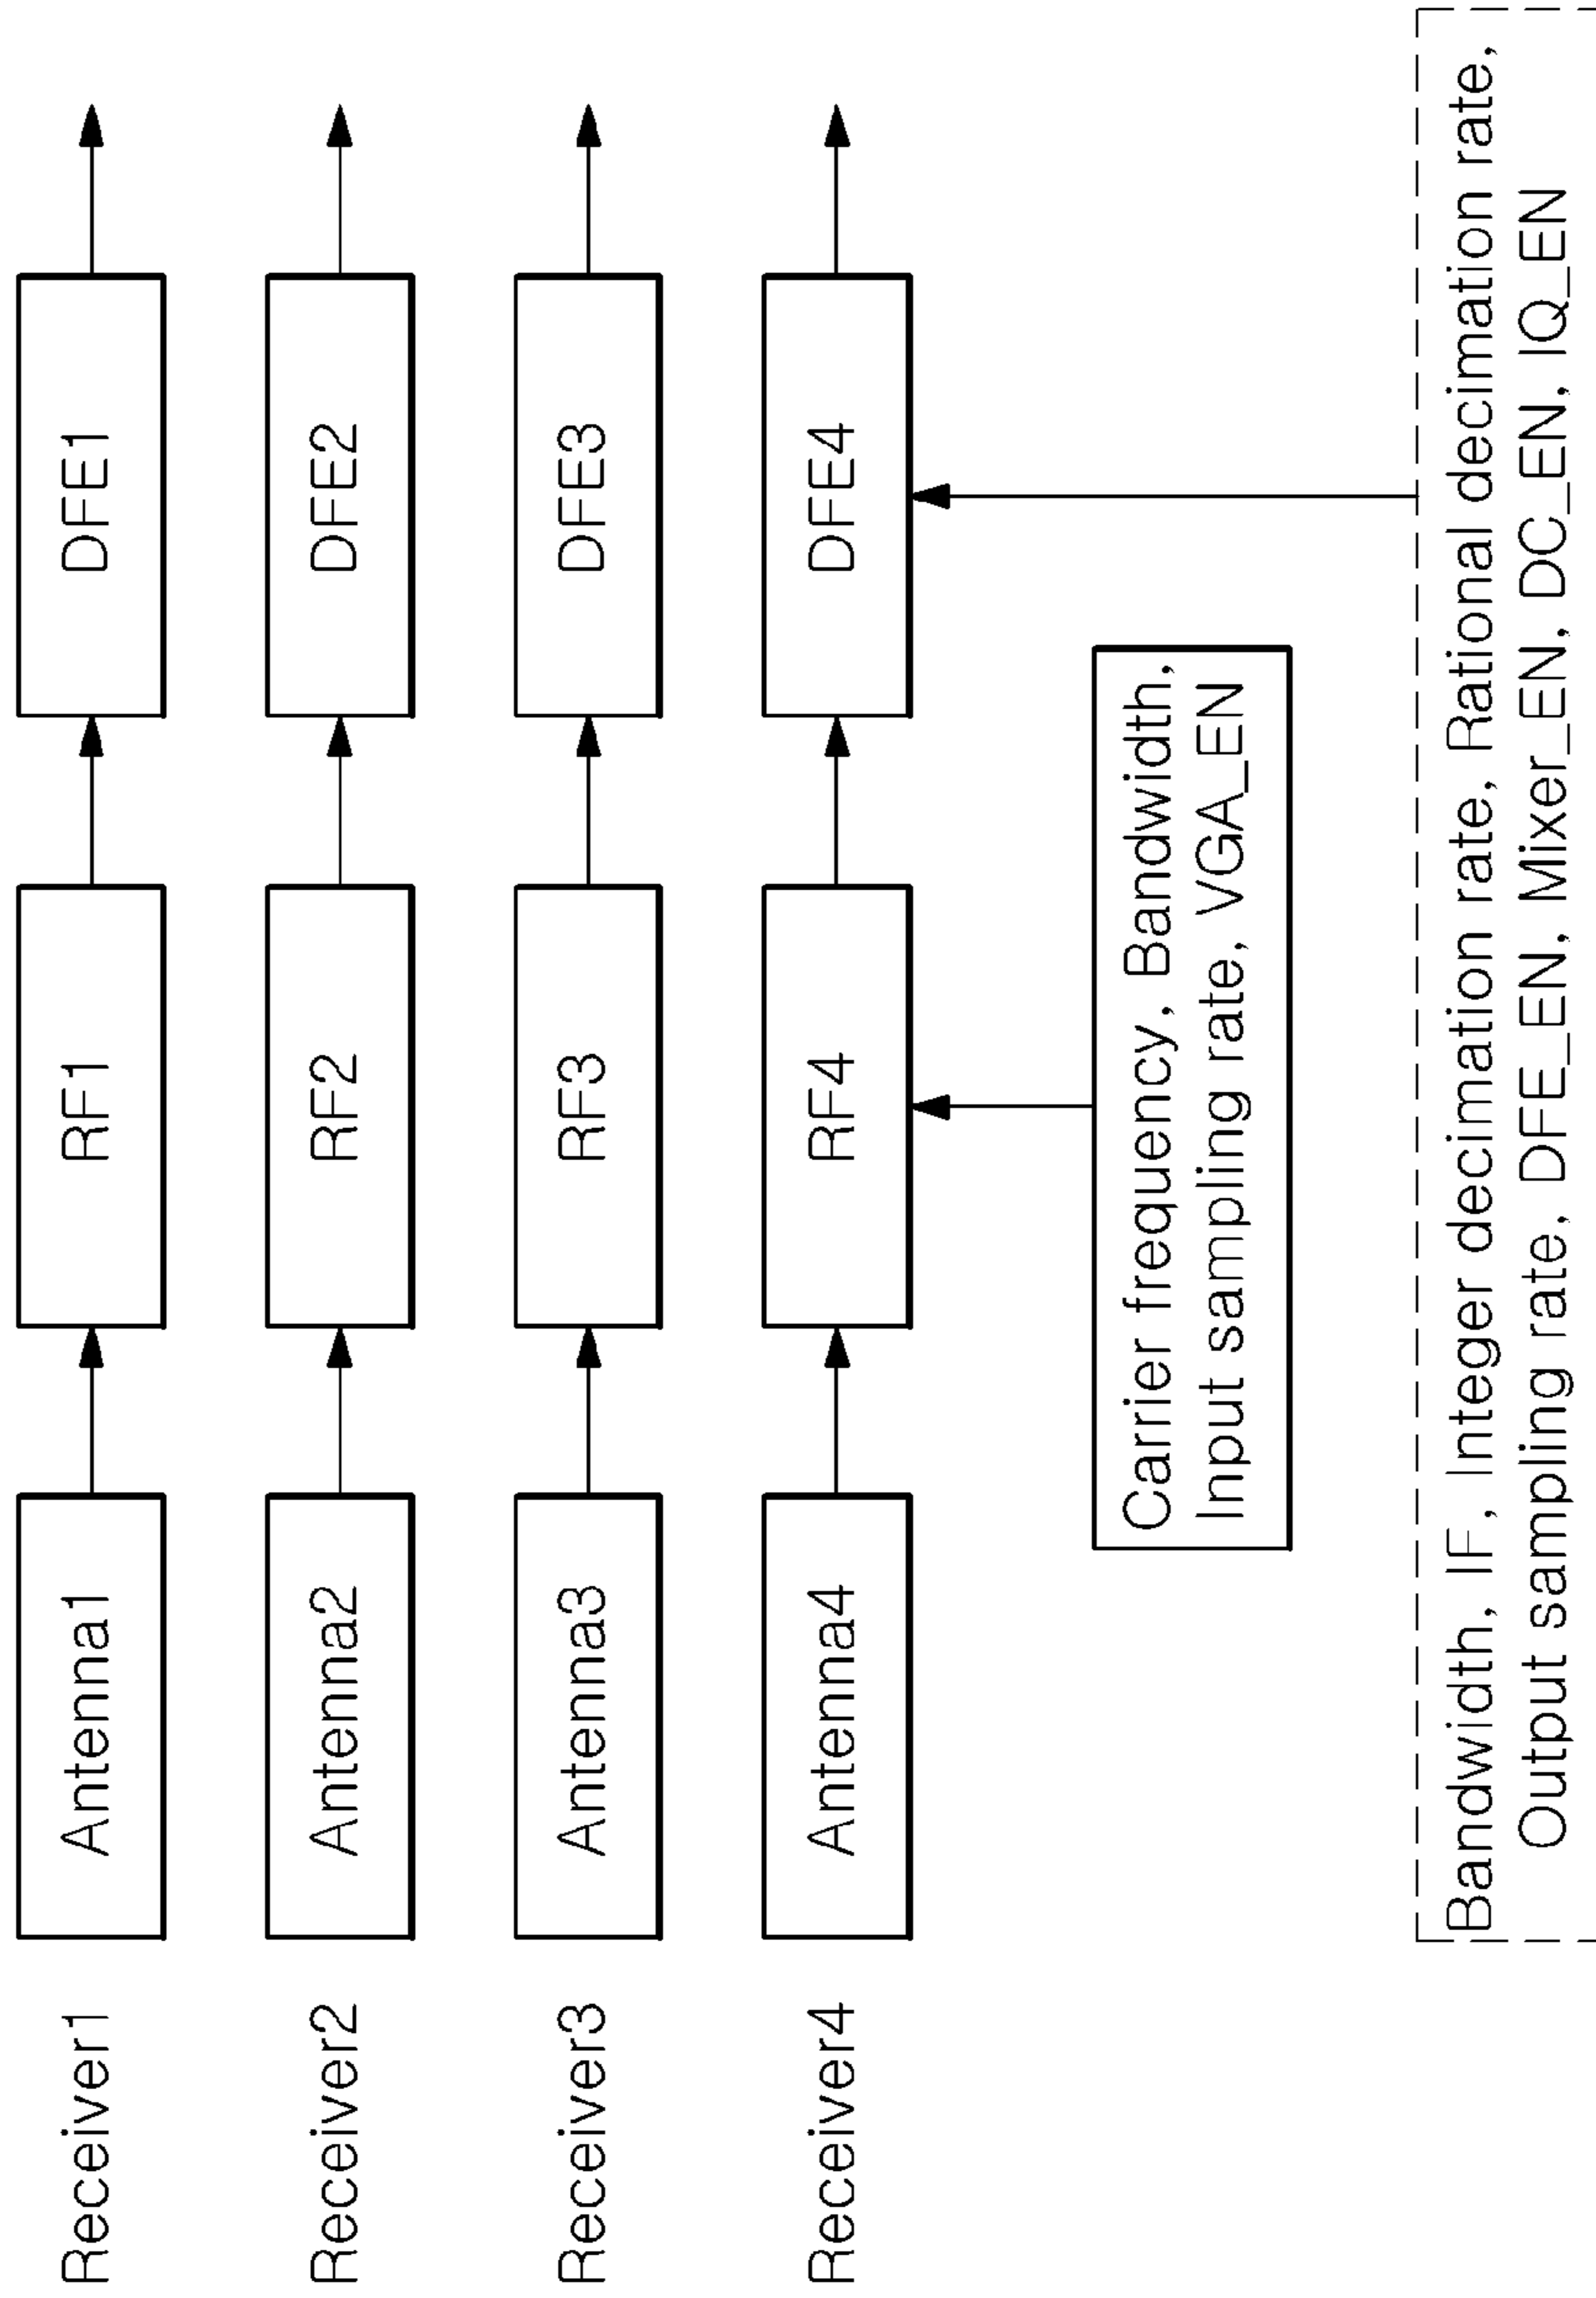 Receiver1
Antenna1
RF1
DFE1
Receiver2
Antenna2
RF2
DFE2
Receiver3
Antenna3
RF3
DFE3
Receiver4
Antenna4
RF4
DFE4
Carrier frequency, Bandwidth,
Input sampling rate, VGA_EN
Bandwidth, IF, Integer decimation rate, Rational decimation rate,
Output sampling rate, DFE_EN, Mixer_EN, DC_EN, IQ_EN